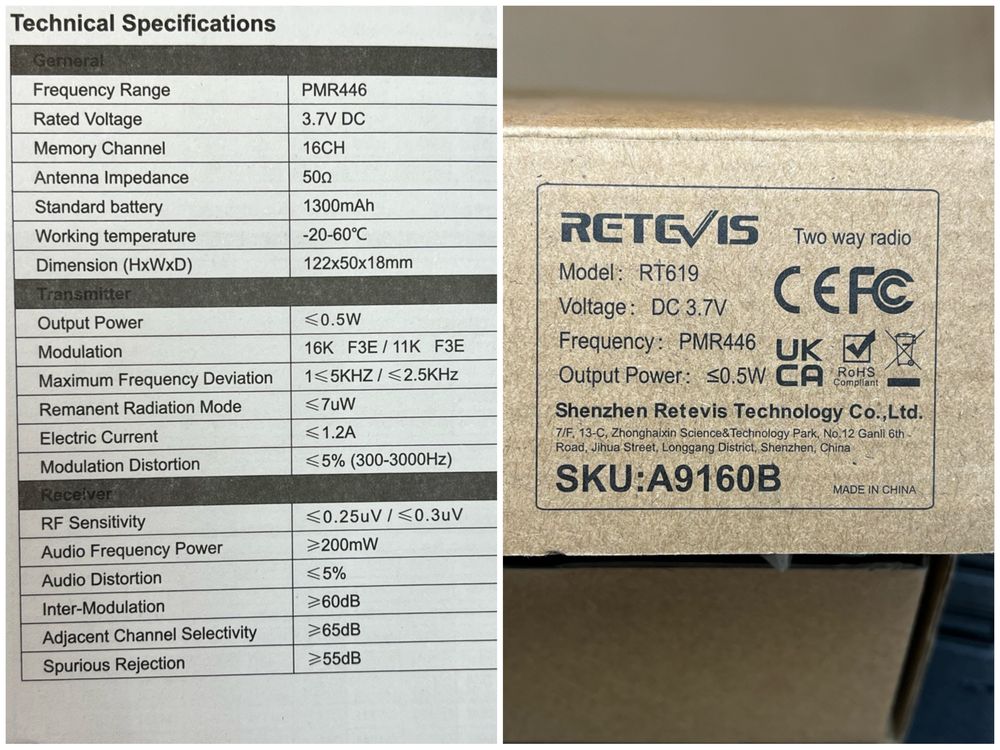 Technical Specifications
Gerneral
Frequency Range PMR446
Rated Voltage 3.7V DC
Memory Channel 16CH
Antenna Impedance 50Ω
Standard battery 1300mAh
Working temperature -20-60℃
Dimension (HxWxD) 122x50x18mm
Transmitter
Output Power ≤0.5W
Modulation 16K F3E / 11K F3E
Maximum Frequency Deviation 1≤5KHZ / ≤2.5KHz
Remanent Radiation Mode ≤7uW
Electric Current ≤1.2A
Modulation Distortion ≤5% (300-3000Hz)
Receiver
RF Sensitivity ≤0.25uV / ≤0.3uV
Audio Frequency Power ≥200mW
Audio Distortion ≤5%
Inter-Modulation ≥60dB
Adjacent Channel Selectivity ≥65dB
Spurious Rejection ≥55dB
RETEVIS Two way radio
Model: RT619
CE FC
Voltage: DC 3.7V
Frequency: PMR446
UK
CA
RoHS
Compliant
Output Power: ≤0.5W
Shenzhen Retevis Technology Co.,Ltd.
7/F, 13-C, Zhonghaixin Science&Technology Park, No.12 Ganli 6th -
Road, Jihua Street, Longgang District, Shenzhen, China
SKU:A9160B MADE IN CHINA